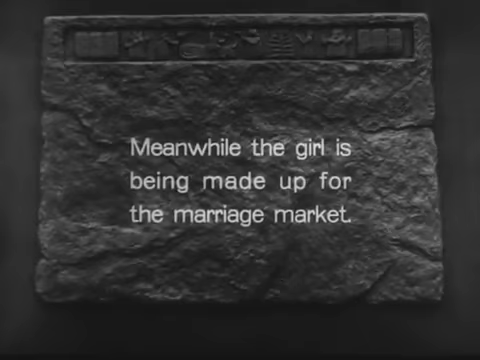 Meanwhile the girl is
being made up for
the marriage market.